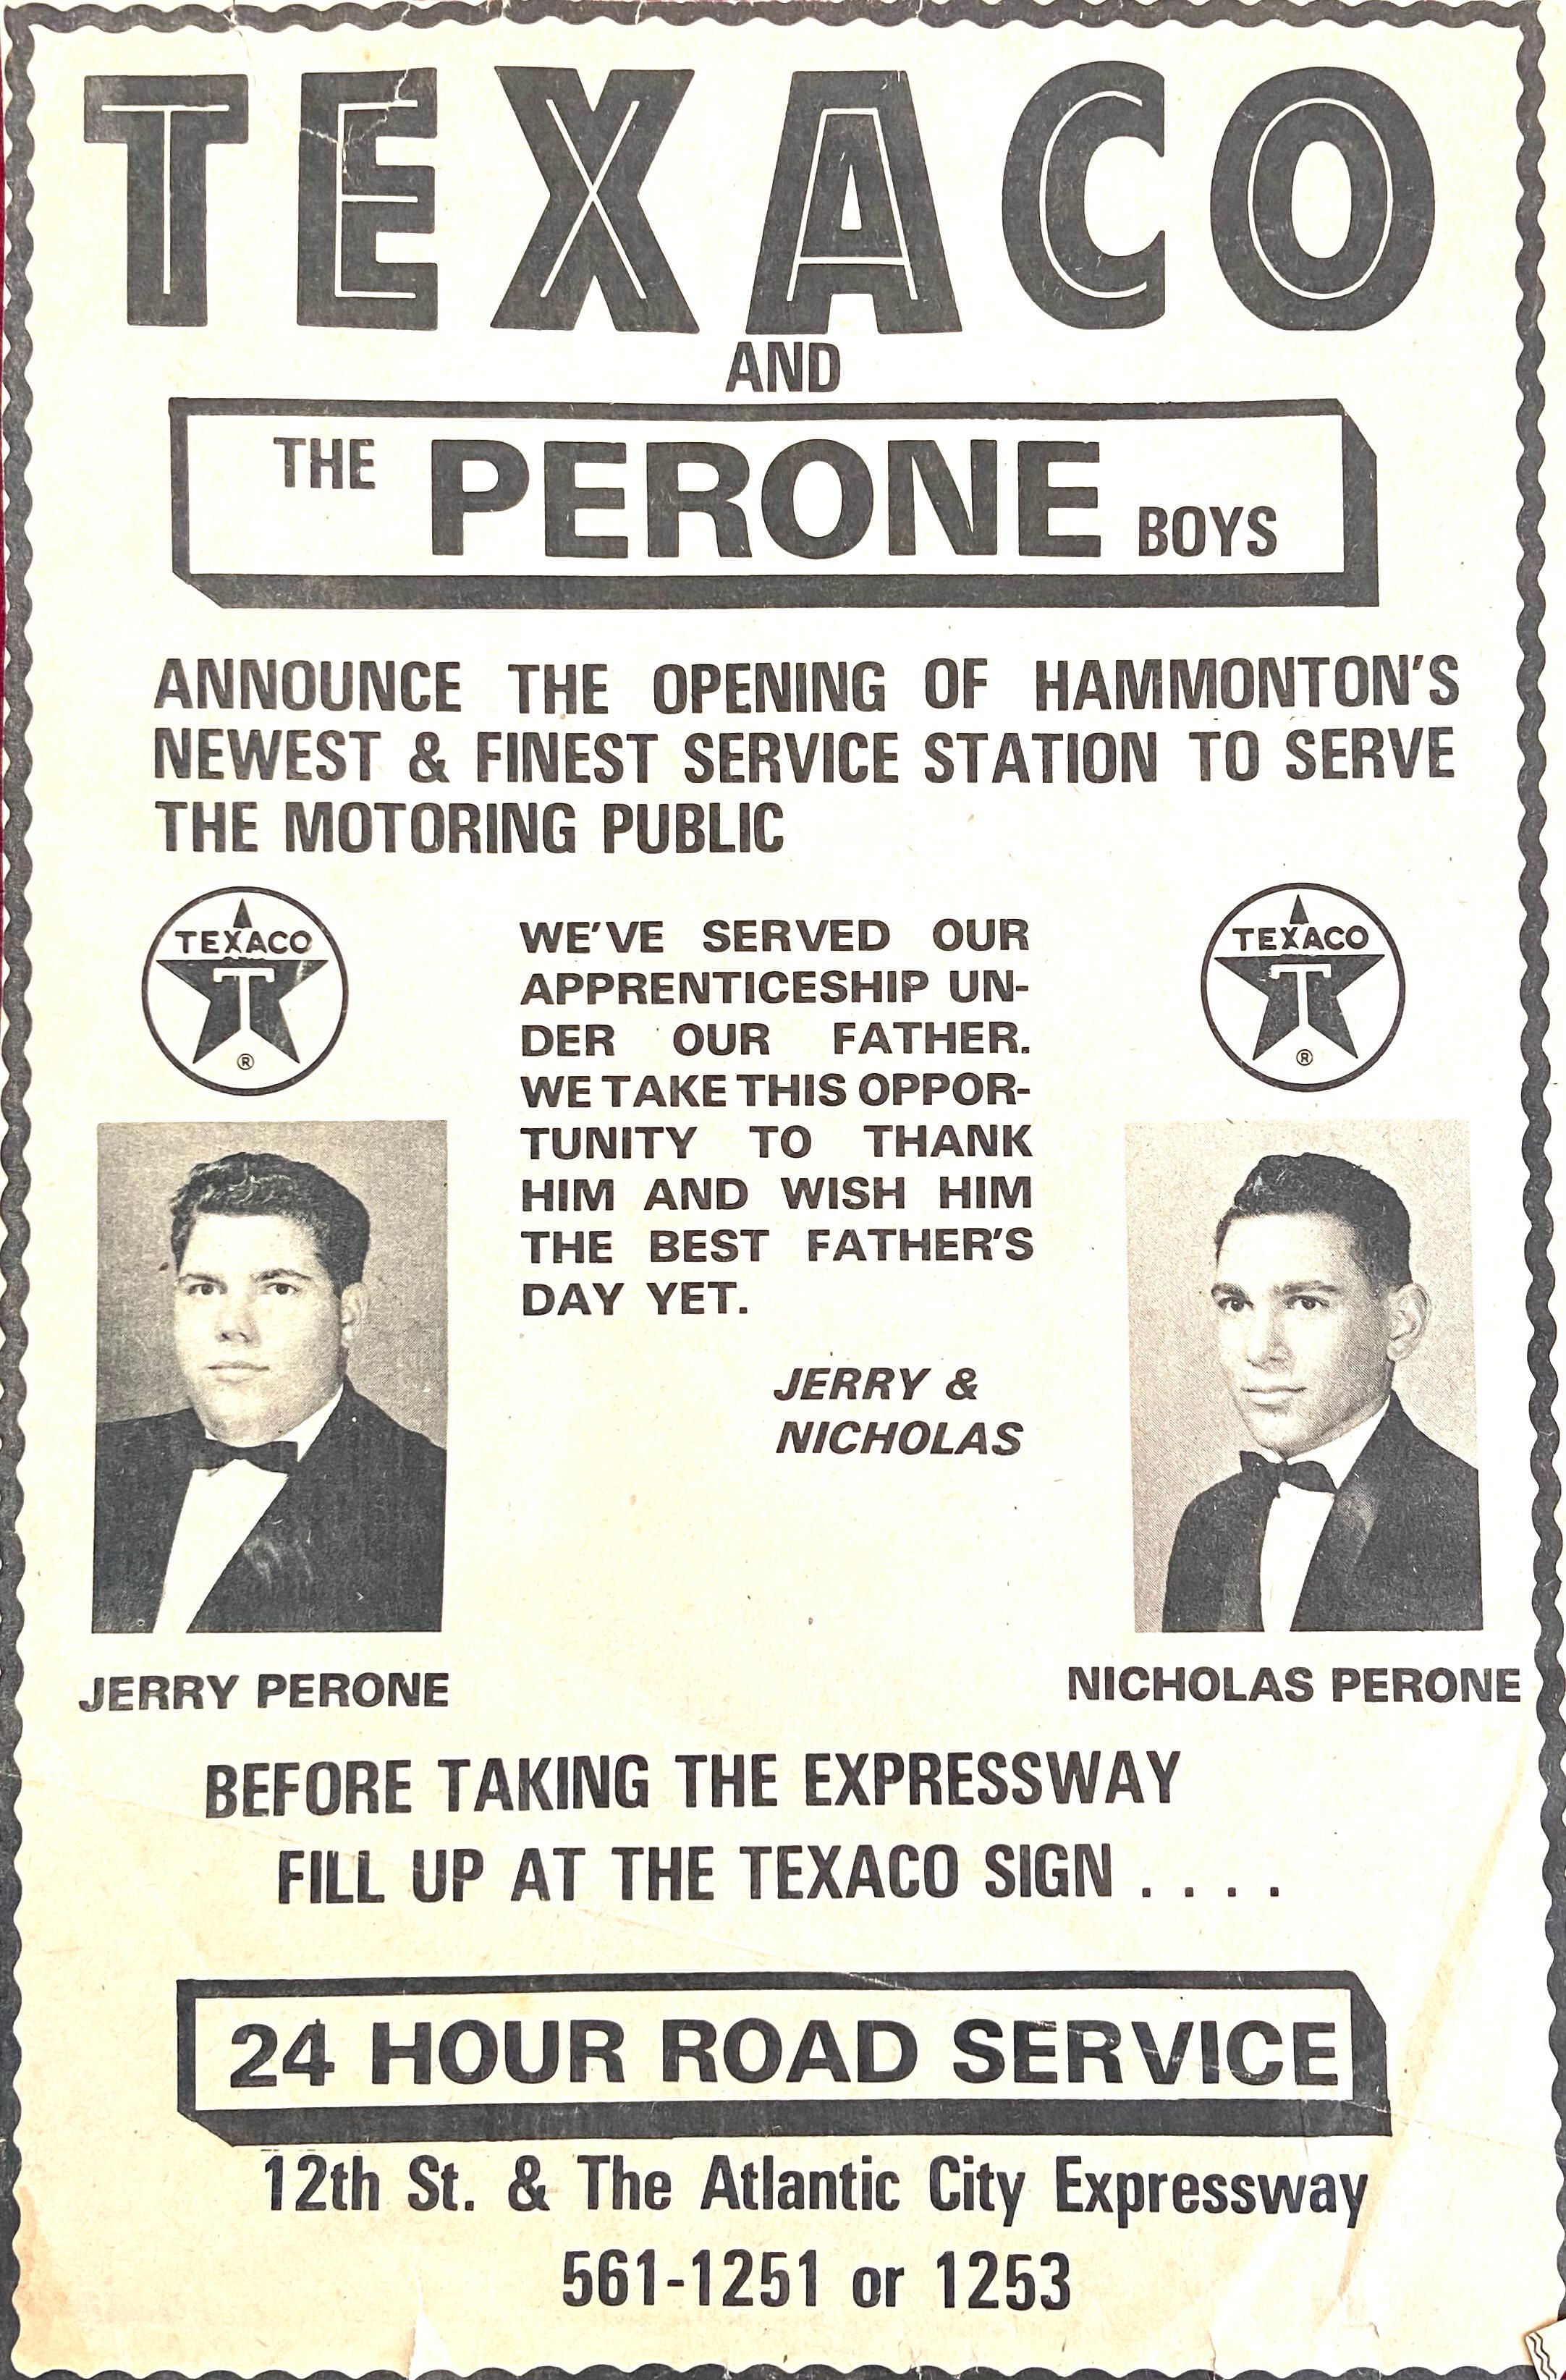 TEXACO
AND
THE PERONE BOYS
ANNOUNCE THE OPENING OF HAMMONTON'S
NEWEST & FINEST SERVICE STATION TO SERVE
THE MOTORING PUBLIC
TEXACO
T
®
WE'VE SERVED OUR
APPRENTICESHIP UN-
DER OUR FATHER.
WE TAKE THIS OPPOR-
TUNITY TO THANK
HIM AND WISH HIM
THE BEST FATHER'S
DAY YET.
JERRY &
NICHOLAS
TEXACO
T
®
JERRY PERONE
NICHOLAS PERONE
BEFORE TAKING THE EXPRESSWAY
FILL UP AT THE TEXACO SIGN . . . .
24 HOUR ROAD SERVICE
12th St. & The Atlantic City Expressway
561-1251 or 1253